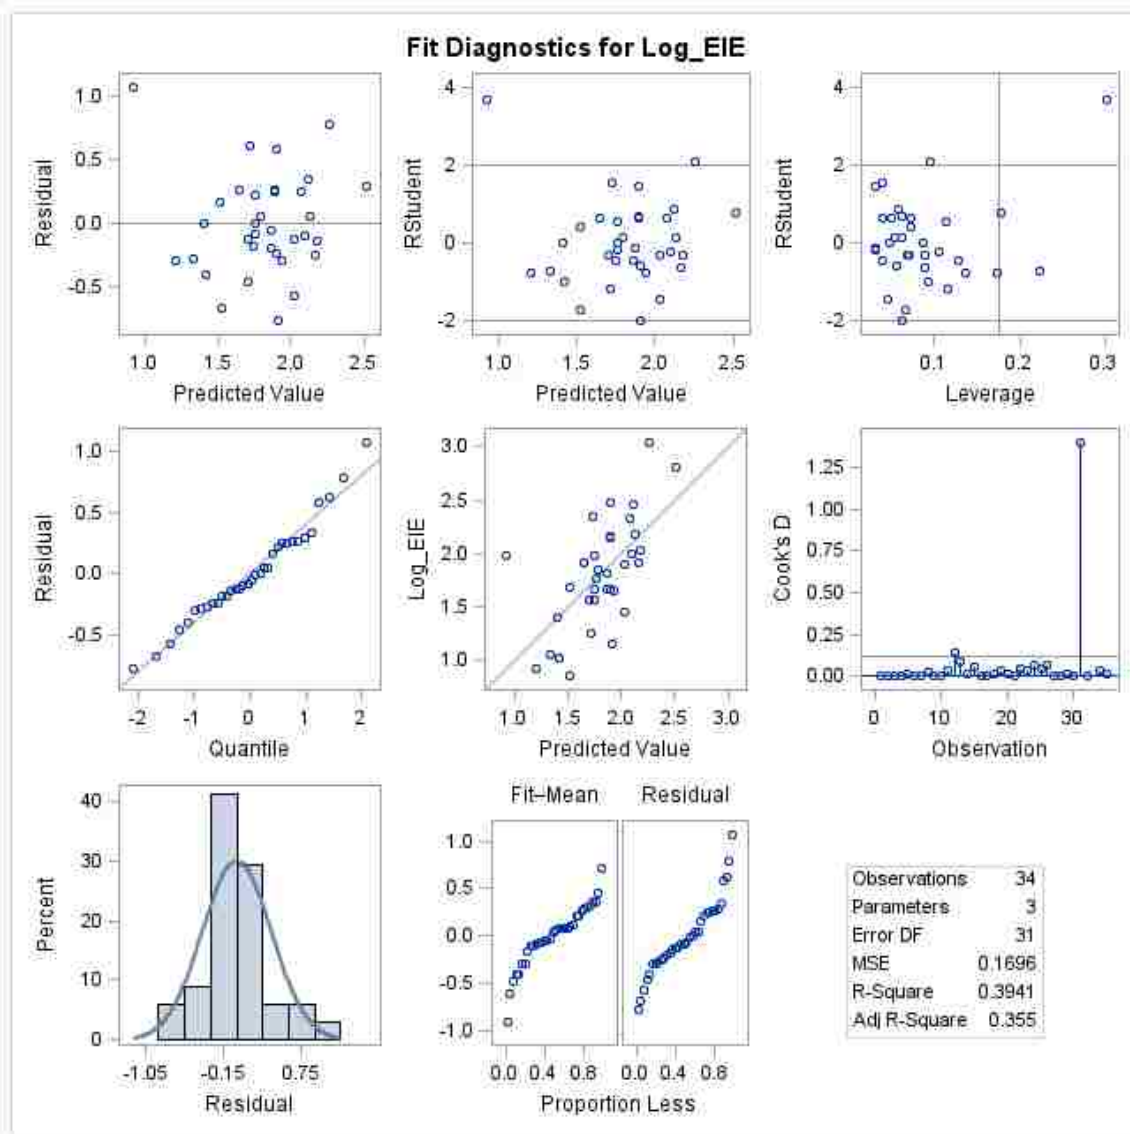 Fit Diagnostics for Log_EIE
1.0
0.5
0.0
-0.5
Residual
1.0 1.5 2.0 2.5
Predicted Value
4
2
0
-2
RStudent
1.0 1.5 2.0 2.5
Predicted Value
4
2
0
-2
RStudent
0.1 0.2 0.3
Leverage
1.0
0.5
0.0
-0.5
Residual
-2 -1 0 1 2
Quantile
3.0
2.5
2.0
1.5
1.0
Log_EIE
1.0 1.5 2.0 2.5 3.0
Predicted Value
1.25
1.00
0.75
0.50
0.25
0.00
Cook's D
0 10 20 30
Observation
40
30
20
10
0
Percent
-1.05 -0.15 0.75
Residual
Fit–Mean Residual
1.0
0.5
0.0
-0.5
-1.0
0.0 0.4 0.8 0.0 0.4 0.8
Proportion Less
Observations 34
Parameters 3
Error DF 31
MSE 0.1696
R-Square 0.3941
Adj R-Square 0.355